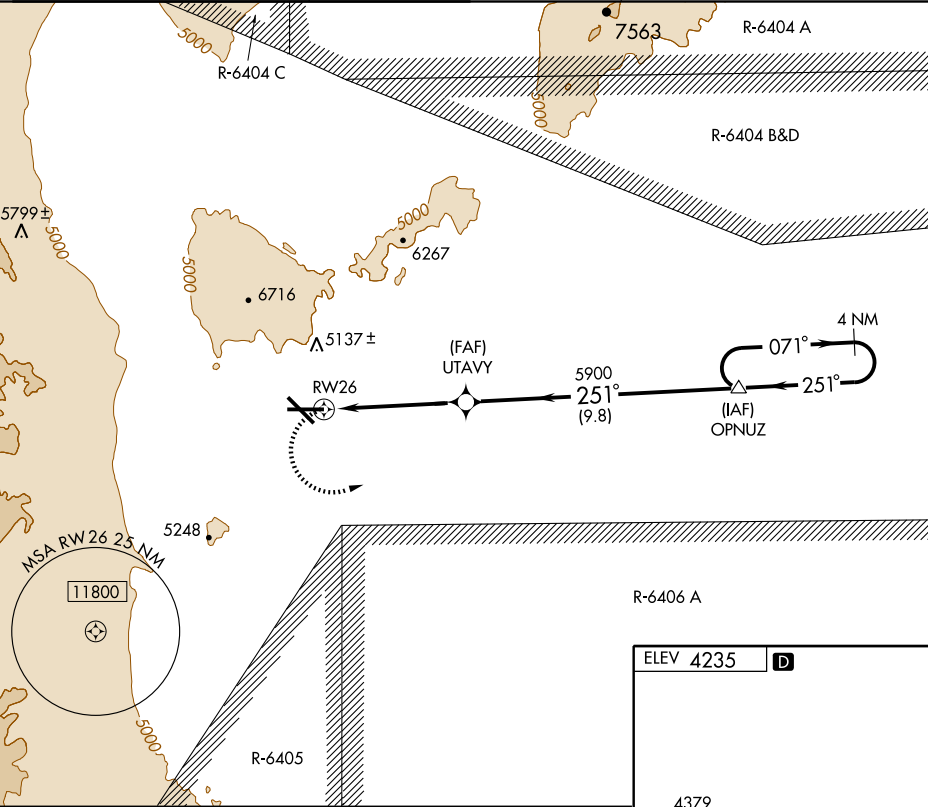 5000
R-6404 C
7563
R-6404 A
5000
R-6404 B&D
5799±
5000
5000
6267
5000
6716
5137±
4 NM
071°
(FAF)
UTAVY
5900
251°
(9.8)
251°
RW26
(IAF)
OPNUZ
5248
MSA RW26 25 NM
11800
R-6406 A
ELEV 4235 D
5000
R-6405
4379